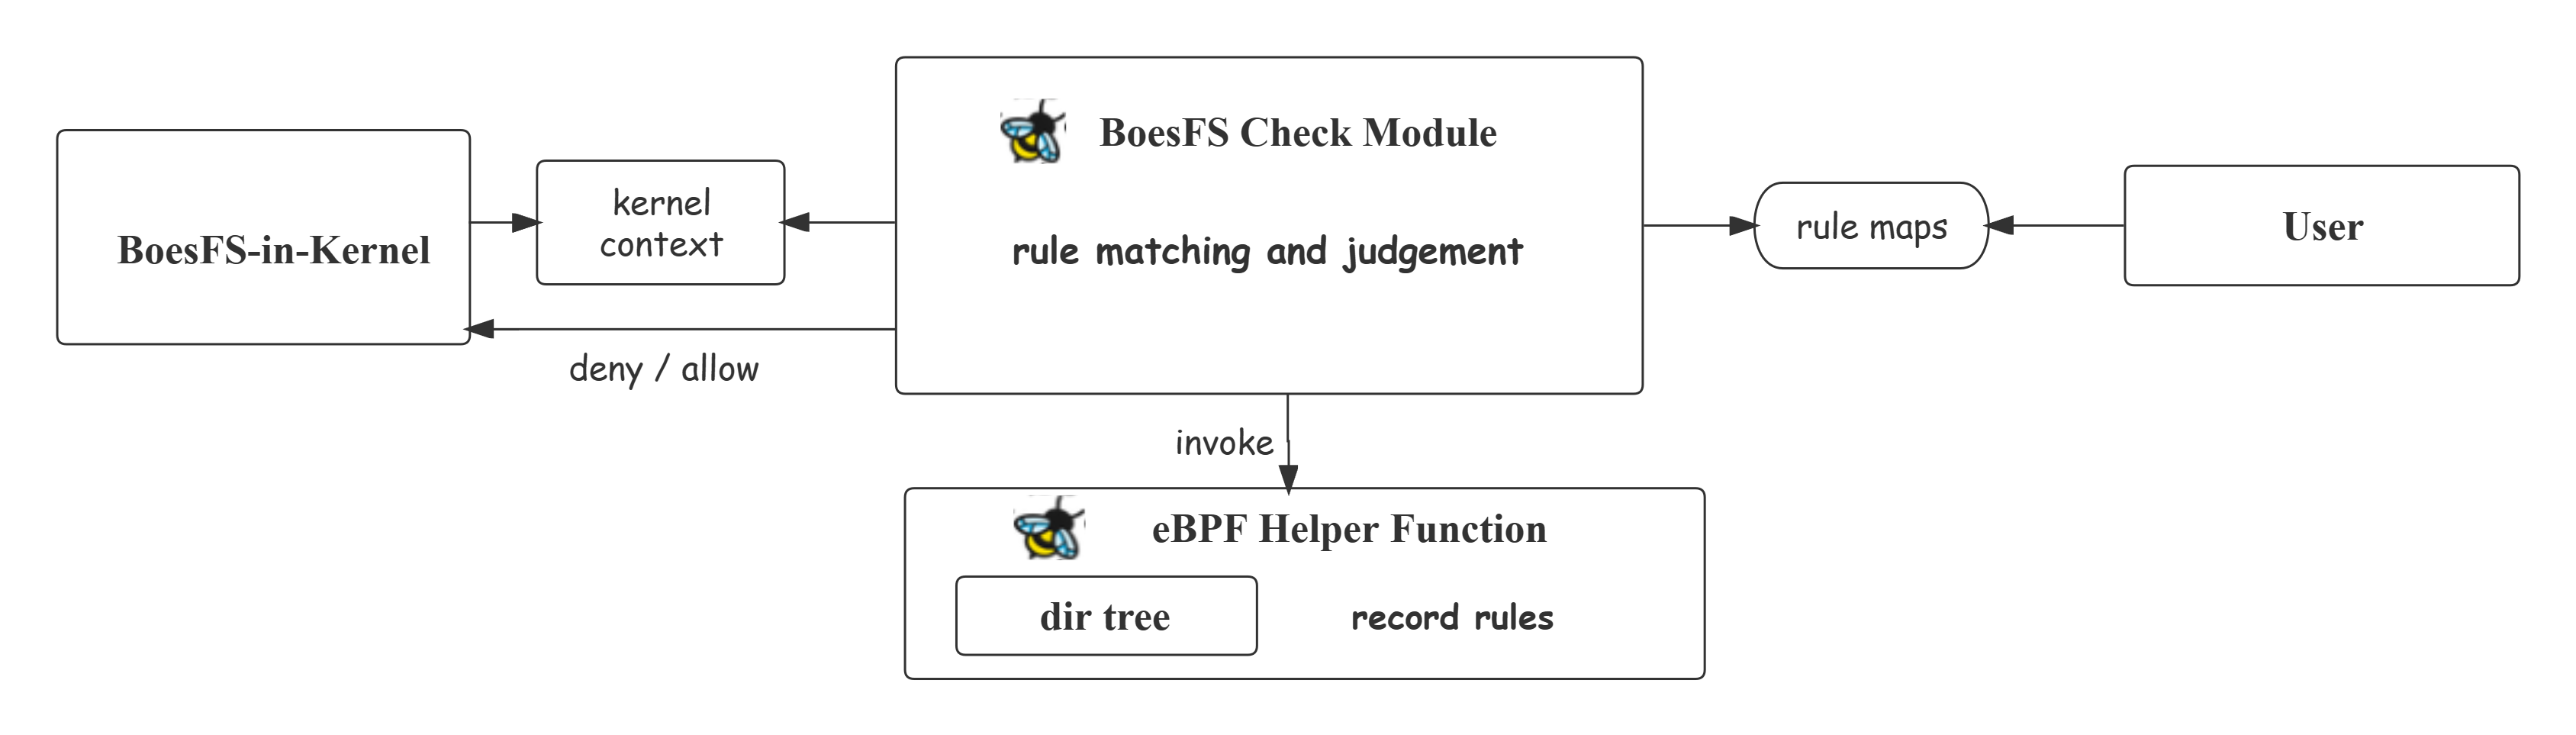 BoesFS-in-Kernel
kernel
context
deny / allow
BoesFS Check Module
rule matching and judgement
rule maps
User
invoke
eBPF Helper Function
dir tree
record rules